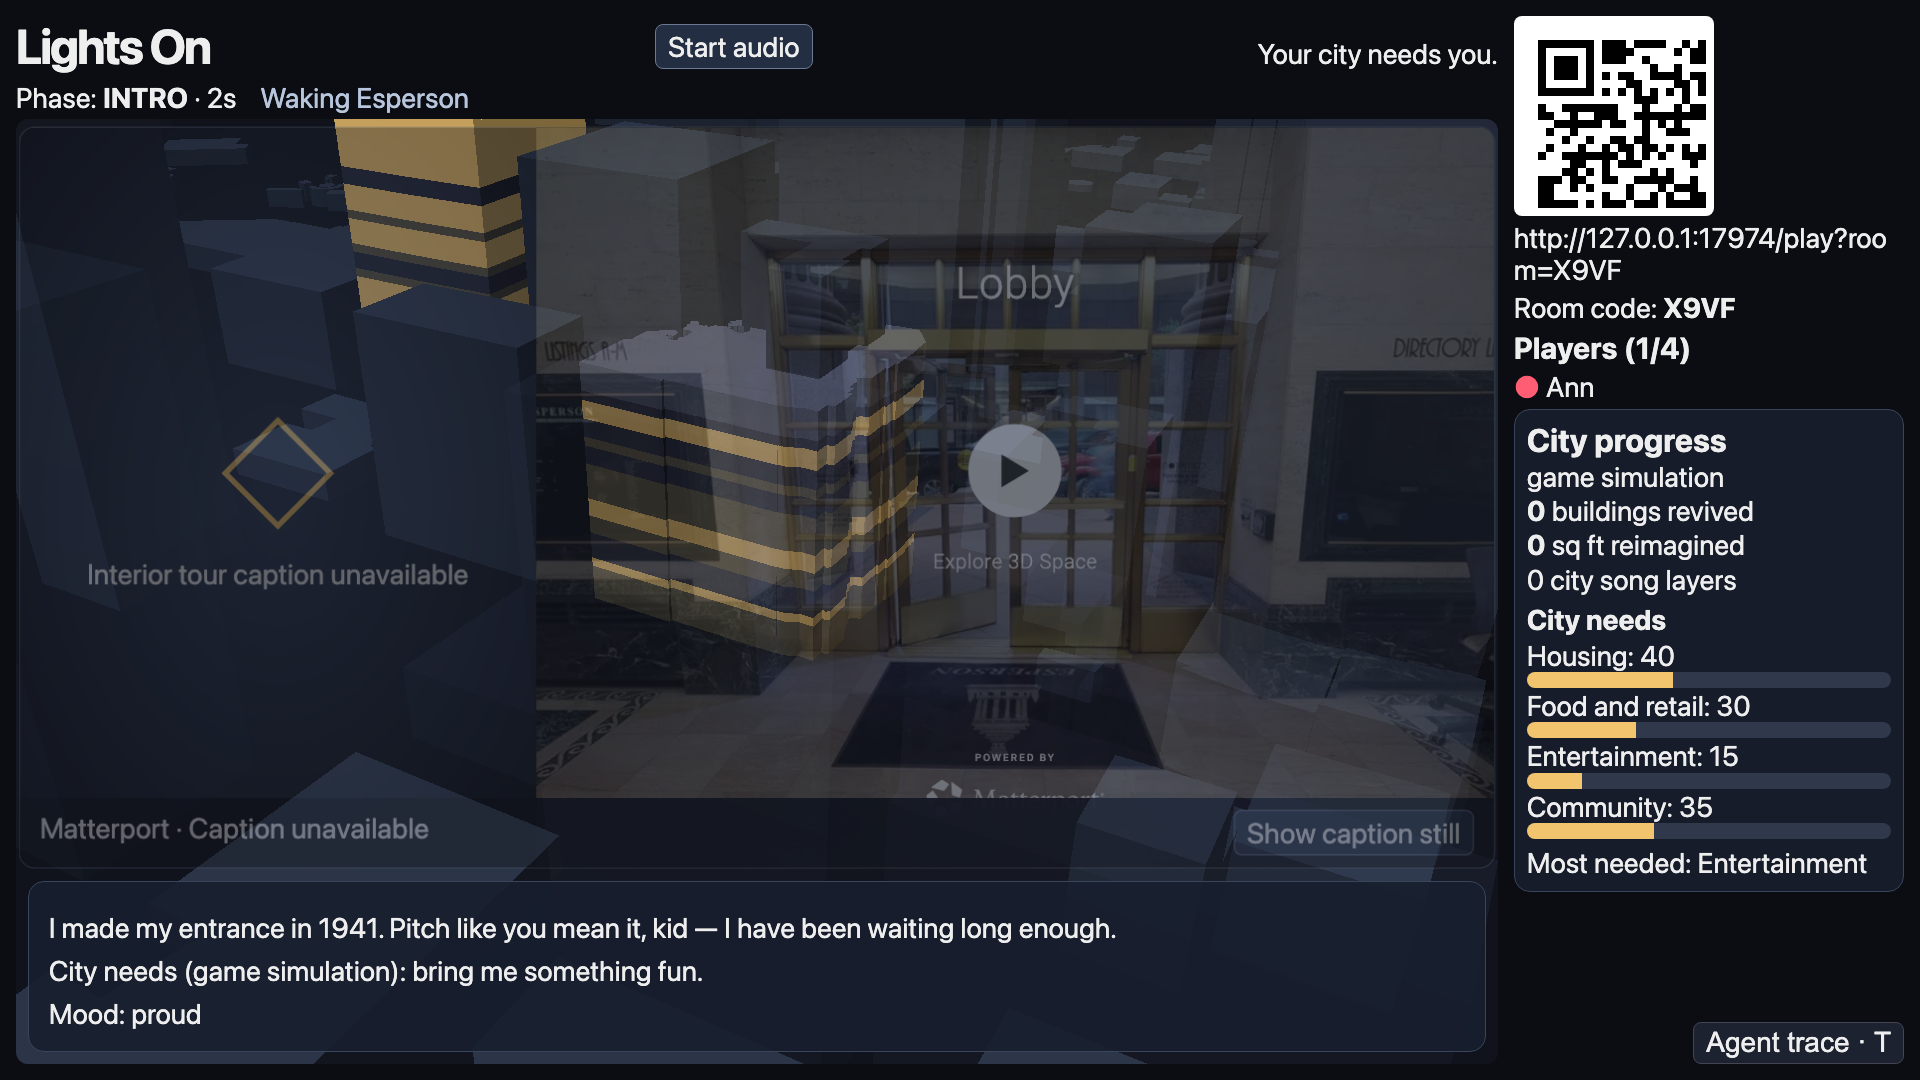 Lights On
Start audio
Your city needs you.
Phase: INTRO · 2s Waking Esperson
Lobby
LISTINGS A-M
DIRECTORY
ESPERSON
Explore 3D Space
Interior tour caption unavailable
ESPERSON
POWERED BY
Matterport
Matterport · Caption unavailable
Show caption still
I made my entrance in 1941. Pitch like you mean it, kid — I have been waiting long enough.
City needs (game simulation): bring me something fun.
Mood: proud
http://127.0.0.1:17974/play?roo
m=X9VF
Room code: X9VF
Players (1/4)
Ann
City progress
game simulation
0 buildings revived
0 sq ft reimagined
0 city song layers
City needs
Housing: 40
Food and retail: 30
Entertainment: 15
Community: 35
Most needed: Entertainment
Agent trace · T